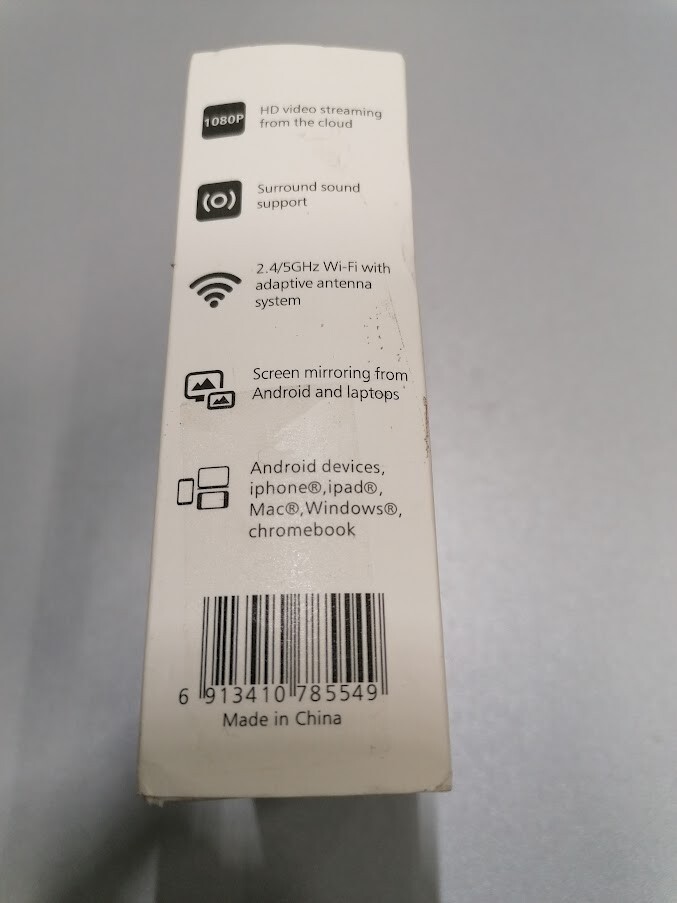 1080P
HD video streaming
from the cloud
Surround sound
support
2.4/5GHz Wi-Fi with
adaptive antenna
system
Screen mirroring from
Android and laptops
Android devices,
iphone®,ipad®,
Mac®,Windows®,
chromebook
6 913410 785549
Made in China